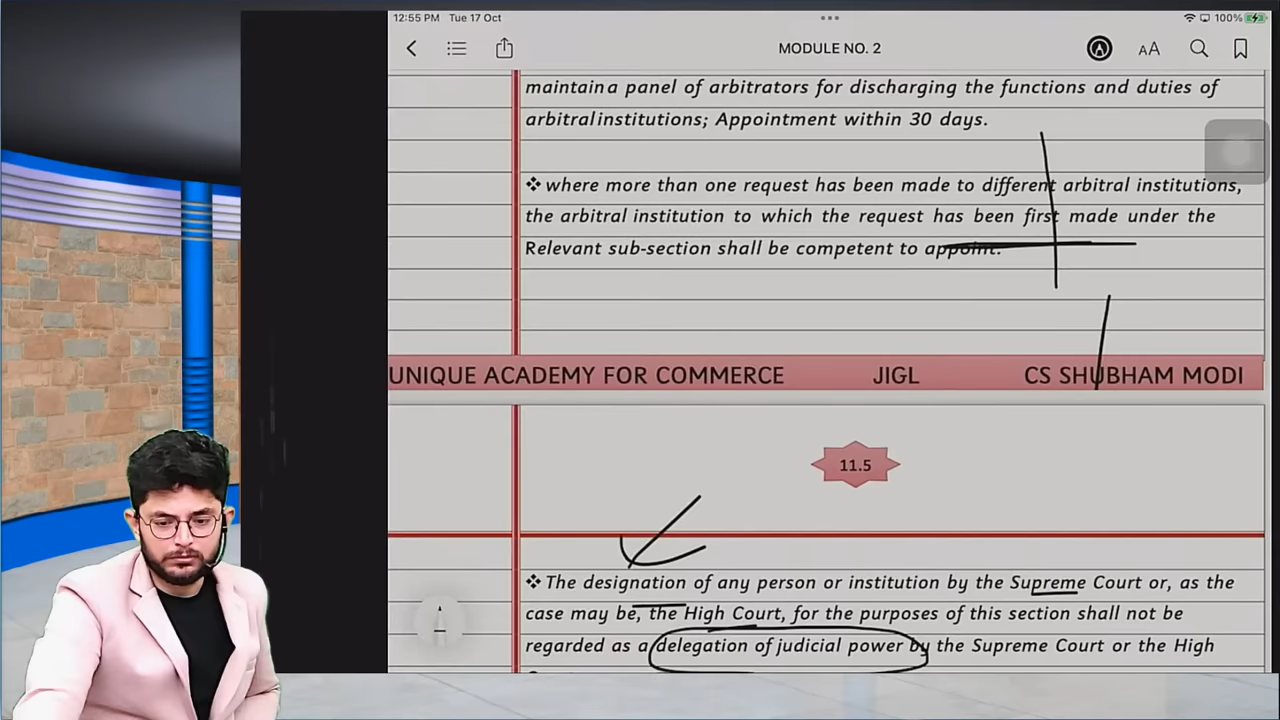 12:55 PM Tue 17 Oct
100%
MODULE NO. 2
AA
maintain a panel of arbitrators for discharging the functions and duties of
arbitral institutions; Appointment within 30 days.
❖ where more than one request has been made to different arbitral institutions,
the arbitral institution to which the request has been first made under the
Relevant sub-section shall be competent to appoint.
UNIQUE ACADEMY FOR COMMERCE JIGL CS SHUBHAM MODI
11.5
❖ The designation of any person or institution by the Supreme Court or, as the
case may be, the High Court, for the purposes of this section shall not be
regarded as a delegation of judicial power by the Supreme Court or the High